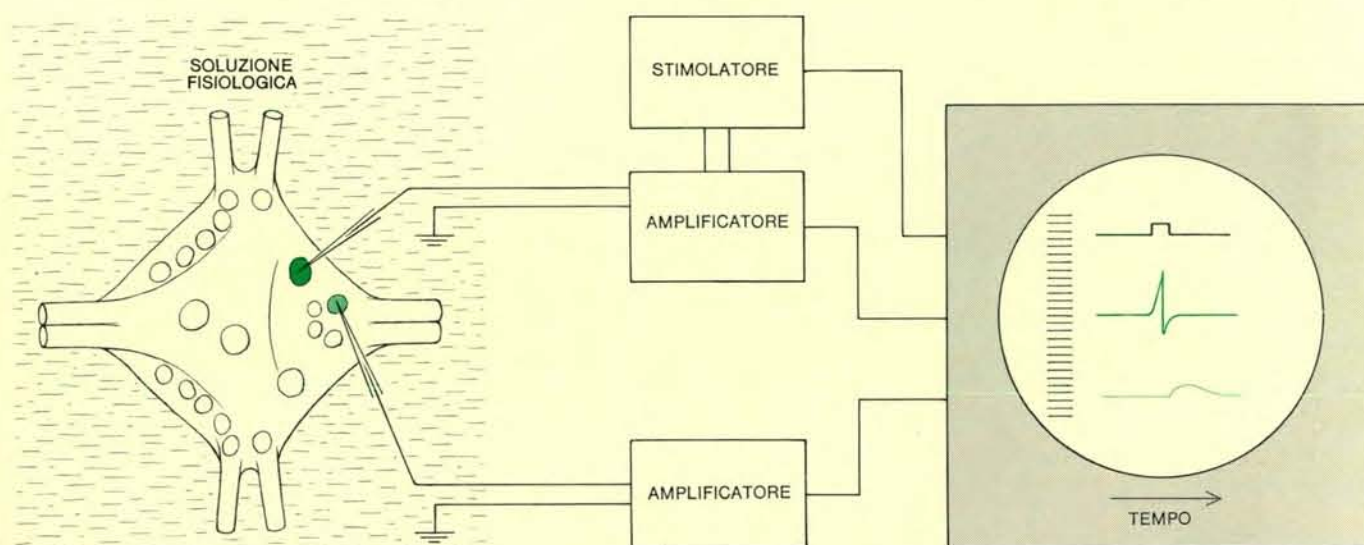 SOLUZIONE
FISIOLOGICA
STIMOLATORE
AMPLIFICATORE
AMPLIFICATORE
TEMPO